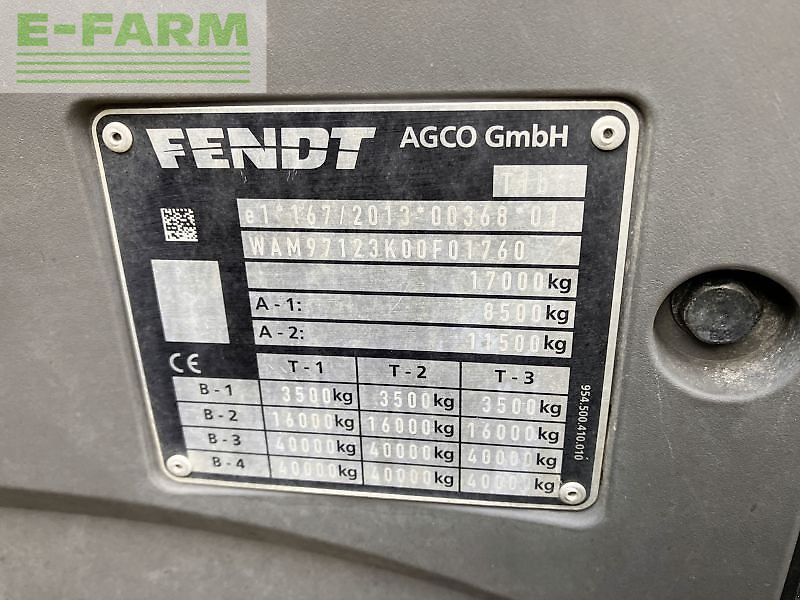 E-FARM
FENDT AGCO GmbH
T1b
e1*167/2013*00368*01
WAM97123K00F01760
17000kg
A - 1: 8500kg
A - 2: 11500kg
CE T - 1 T - 2 T - 3
B - 1 3500kg 3500kg 3500kg
B - 2 16000kg 16000kg 16000kg
B - 3 40000kg 40000kg 40000kg
B - 4 40000kg 40000kg 40000kg
954.500.410.010